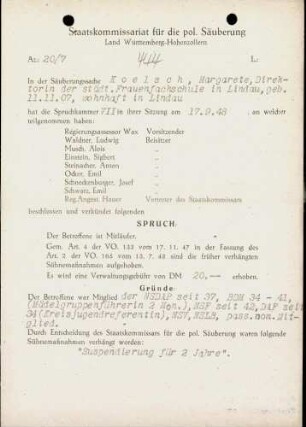 Staatskommissariat für die pol. Säuberung
Land Württemberg-Hohenzollern
Az: 20/7 L:
In der Säuberungssache Koelsch, Margarete, Direk-
torin der städt. Frauenfachschule in Lindau, geb.
11.11.07, wohnhaft in Lindau
hat die Spruchkammer VII in ihrer Sitzung am 17.9.48 , an welcher
teilgenommen haben:
Regierungsassessor Wax Vorsitzender
Waldner, Ludwig Beisitzer
Musch, Alois
Einstein, Sigbert
Steinacher, Anton
Osker, Emil
Schneckenburger, Josef
Schwarz, Emil
Reg.Angest. Hauer Vertreter des Staatskommissars
beschlossen und verkündet folgenden
SPRUCH.
Der Betroffene ist Mitläufer.
Gem. Art. 4 der VO. 133 vom 17. 11. 47 in der Fassung des
Art. 2 der VO. 165 vom 13. 7. 48 sind die früher verhängten
Sühnemaßnahmen aufgehoben.
Es wird eine Verwaltungsgebühr von DM 20,-- erhoben.
Gründe
Der Betroffene war Mitglied der NSDAP seit 37, BDM 34 - 41,
(Mädelgruppenführerin 2 Mon.), NSF seit 42, DAF seit
34 (Kreisjugendreferentin), NSV, NSLB, pass. Mit-
glied.
Durch Entscheidung des Staatskommissars für die pol. Säuberung waren folgende
Sühnemaßnahmen verhängt worden:
"Suspendierung für 2 Jahre".